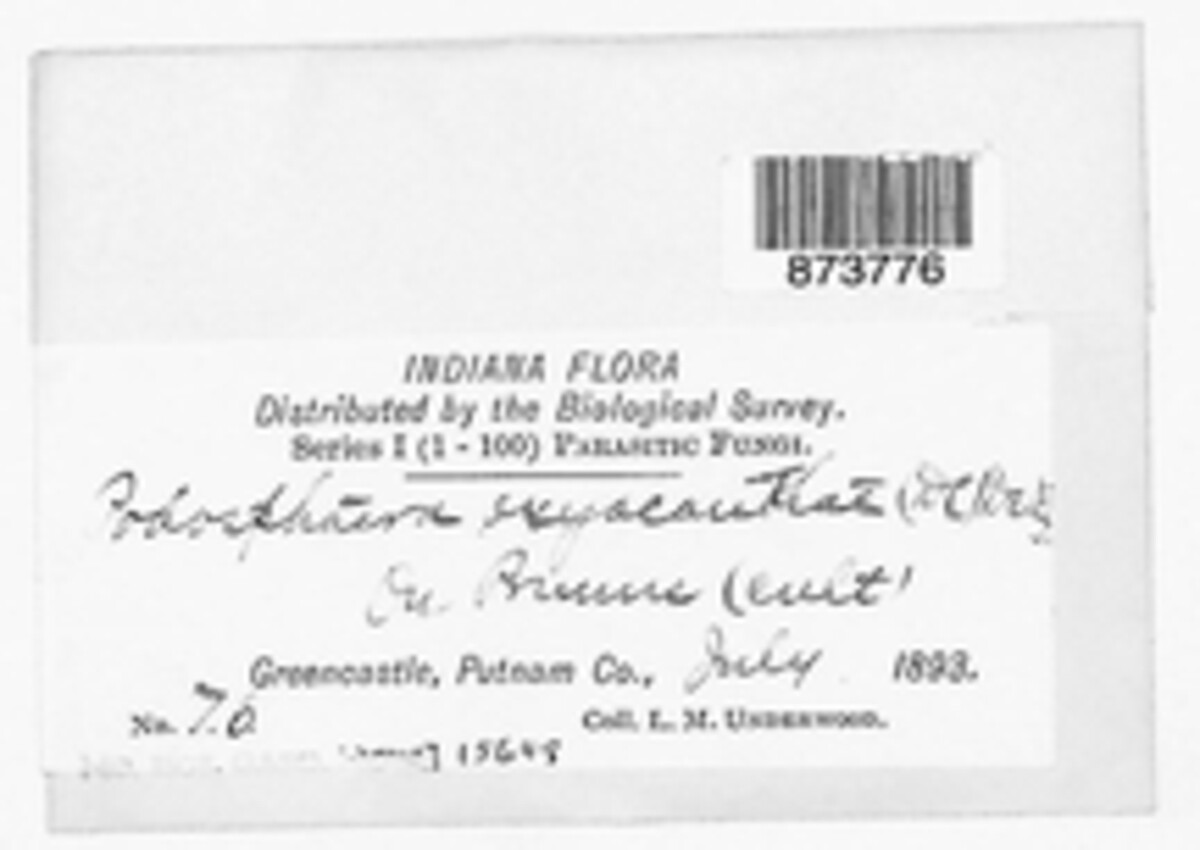 873776
INDIANA FLORA
Distributed by the Biological Survey.
Series I (1 - 100) PARASITIC FUNGI.
Podosphaera oxyacanthae (DC)
On Prunus (cult)
Greencastle, Putnam Co., July 1893.
No. 76 Coll. L. M. UNDERWOOD.
15648